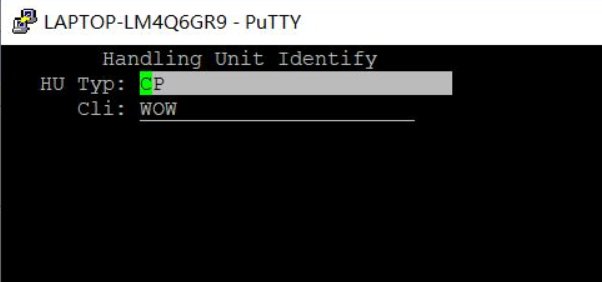 LAPTOP-LM4Q6GR9 - PuTTY
Handling Unit Identify
HU Typ: CP
Cli: WOW